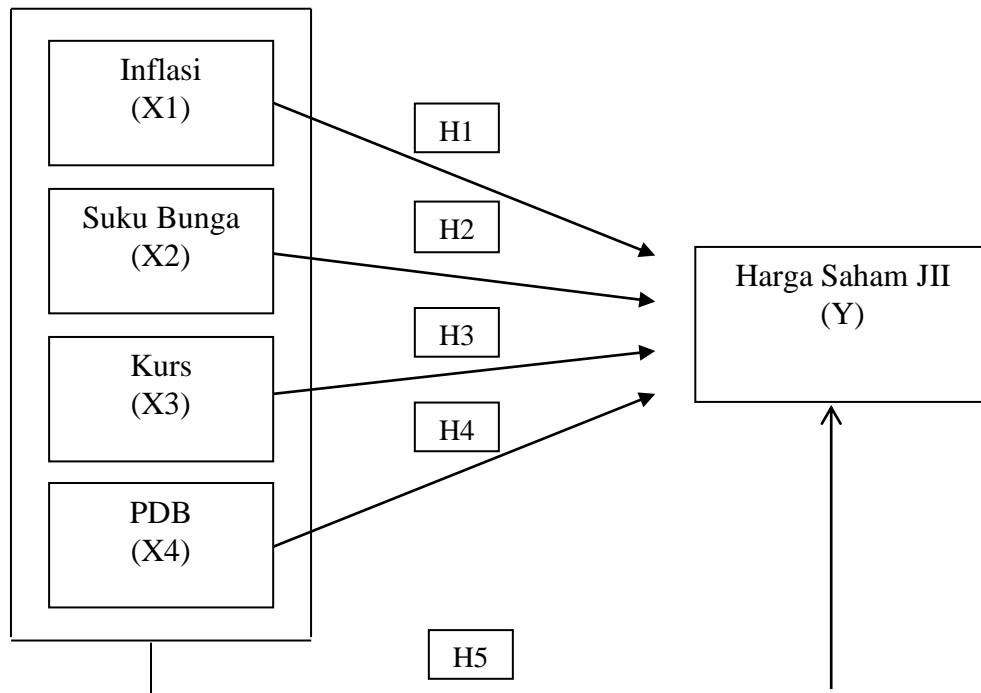 Inflasi
(X1)
H1
Suku Bunga
(X2)
H2
Harga Saham JII
(Y)
Kurs
(X3)
H3
H4
PDB
(X4)
H5